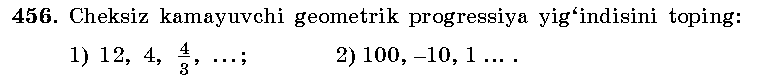 456. Cheksiz kamayuvchi geometrik progressiya yig‘indisini toping:
1) 12, 4, 4/3, ...; 2) 100, –10, 1 ... .